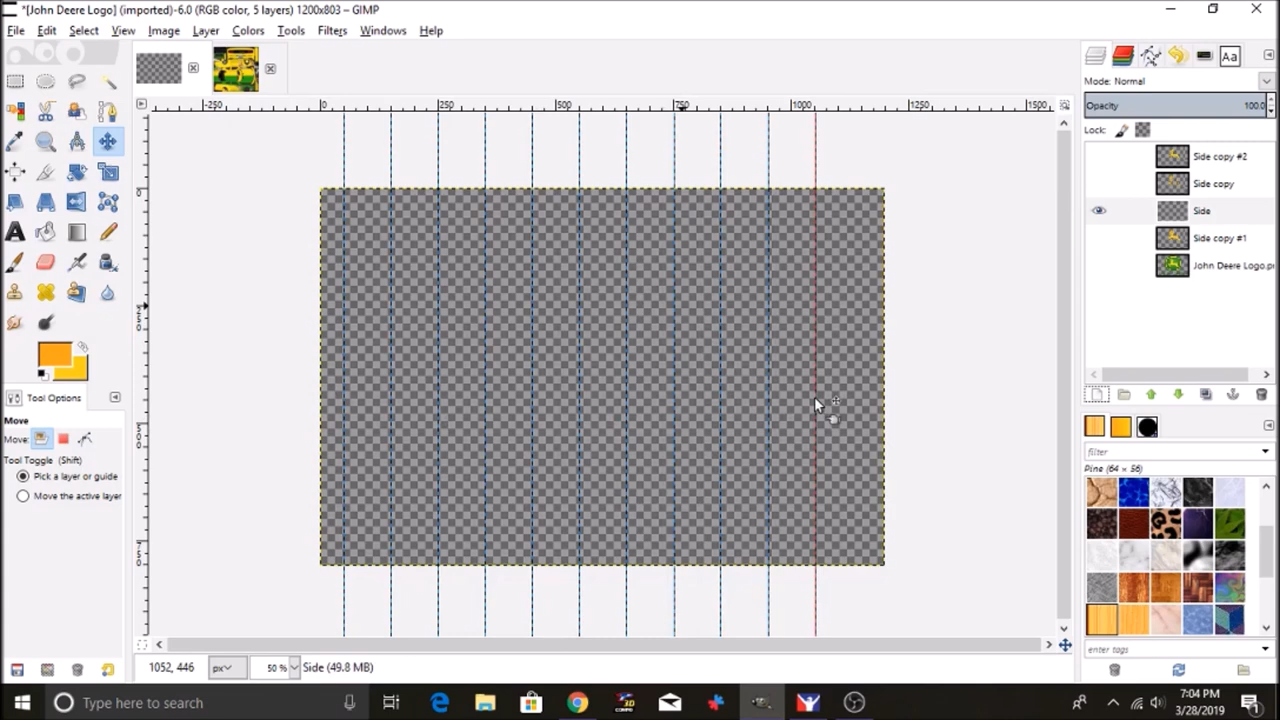 *[John Deere Logo] (imported)-6.0 (RGB color, 5 layers) 1200x803 – GIMP
File Edit Select View Image Layer Colors Tools Filters Windows Help
Aa
Mode: Normal
-250 0 250 500 750 1000 1250 1500
Opacity 100.0
Lock:
Side copy #2
Side copy
Side
Side copy #1
John Deere Logo.p
Tool Options
Move
Move:
Tool Toggle (Shift)
Pick a layer or guide
Move the active layer
filter
Pine (64 × 56)
enter tags
1052, 446 px 50 % Side (49.8 MB)
Type here to search
7:04 PM
3/28/2019